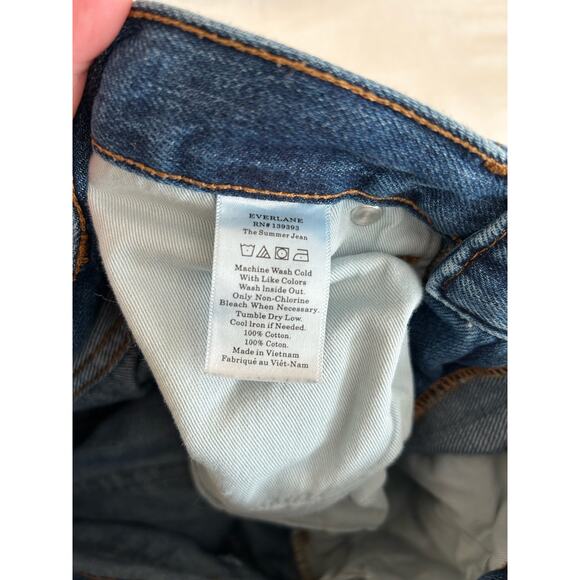 EVERLANE
RN# 139393
The Summer Jean
Machine Wash Cold
With Like Colors
Wash Inside Out.
Only Non-Chlorine
Bleach When Necessary.
Tumble Dry Low.
Cool Iron if Needed.
100% Cotton.
100% Coton.
Made in Vietnam
Fabriqué au Viet-Nam